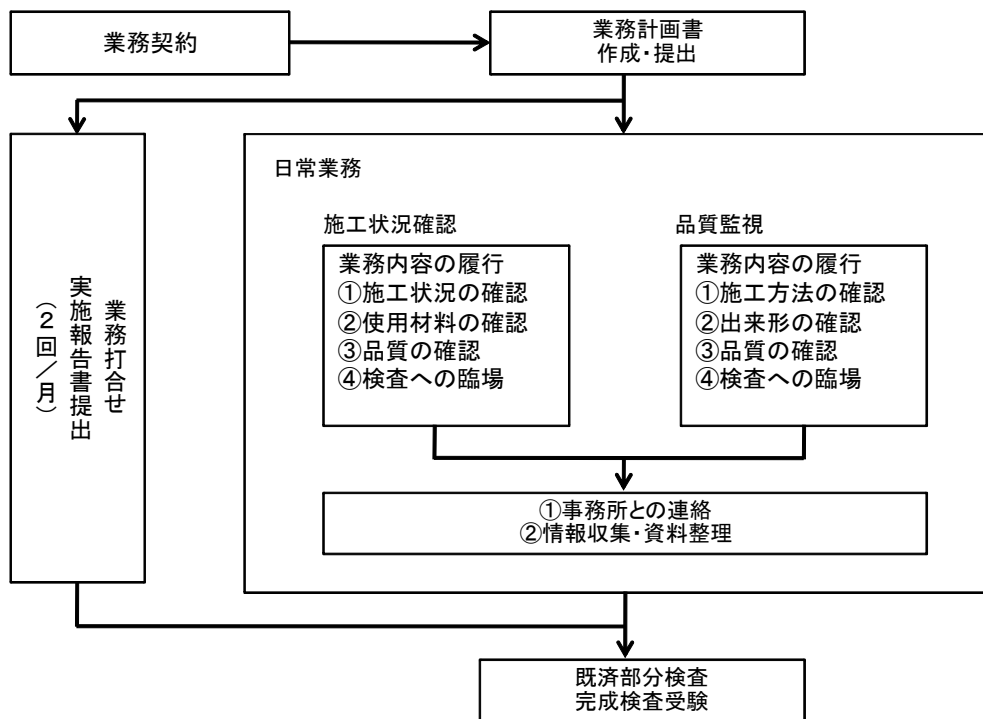 業務契約
業務計画書
作成・提出
業務打合せ
実施報告書提出
（２回／月）
日常業務
施工状況確認
業務内容の履行
①施工状況の確認
②使用材料の確認
③品質の確認
④検査への臨場
品質監視
業務内容の履行
①施工方法の確認
②出来形の確認
③品質の確認
④検査への臨場
①事務所との連絡
②情報収集・資料整理
既済部分検査
完成検査受験